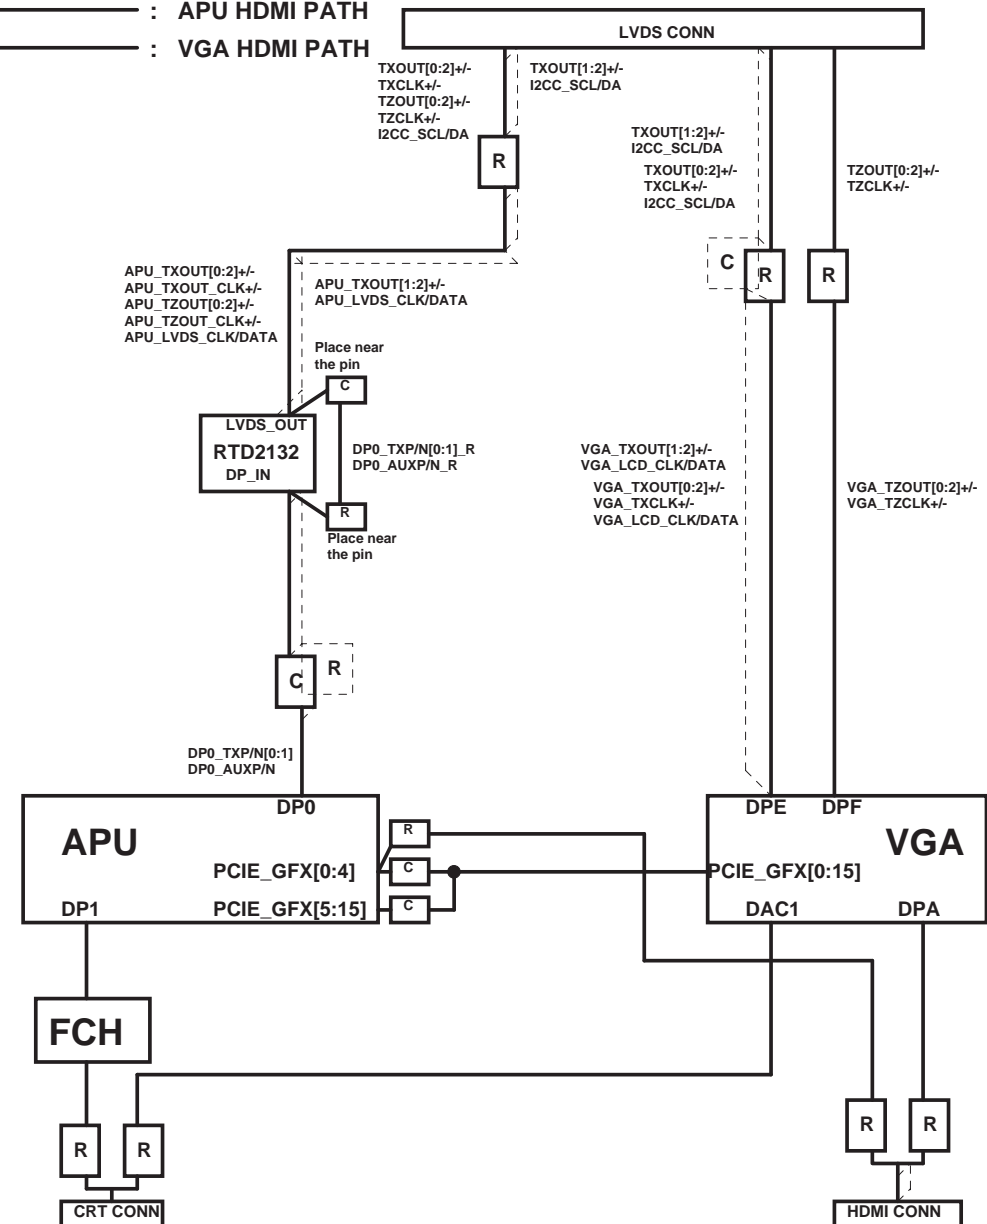 : APU HDMI PATH
: VGA HDMI PATH
LVDS CONN
TXOUT[0:2]+/-
TXCLK+/-
TZOUT[0:2]+/-
TZCLK+/-
I2CC_SCL/DA
TXOUT[1:2]+/-
I2CC_SCL/DA
R
TXOUT[1:2]+/-
I2CC_SCL/DA
TXOUT[0:2]+/-
TXCLK+/-
I2CC_SCL/DA
TZOUT[0:2]+/-
TZCLK+/-
C
R
R
APU_TXOUT[0:2]+/-
APU_TXOUT_CLK+/-
APU_TZOUT[0:2]+/-
APU_TZOUT_CLK+/-
APU_LVDS_CLK/DATA
APU_TXOUT[1:2]+/-
APU_LVDS_CLK/DATA
Place near
the pin
C
LVDS_OUT
RTD2132
DP_IN
DP0_TXP/N[0:1]_R
DP0_AUXP/N_R
R
Place near
the pin
VGA_TXOUT[1:2]+/-
VGA_LCD_CLK/DATA
VGA_TXOUT[0:2]+/-
VGA_TXCLK+/-
VGA_LCD_CLK/DATA
VGA_TZOUT[0:2]+/-
VGA_TZCLK+/-
C
R
DP0_TXP/N[0:1]
DP0_AUXP/N
DP0
APU
PCIE_GFX[0:4]
DP1
PCIE_GFX[5:15]
R
C
C
DPE
DPF
VGA
PCIE_GFX[0:15]
DAC1
DPA
FCH
R
R
CRT CONN
R
R
HDMI CONN